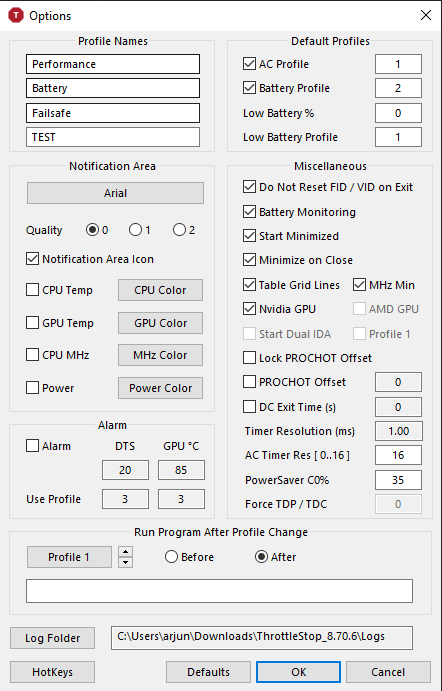 T Options
Profile Names
Performance
Battery
Failsafe
TEST
Default Profiles
AC Profile 1
Battery Profile 2
Low Battery % 0
Low Battery Profile 1
Notification Area
Arial
Quality 0 1 2
Notification Area Icon
CPU Temp CPU Color
GPU Temp GPU Color
CPU MHz MHz Color
Power Power Color
Alarm
Alarm DTS GPU °C
20 85
Use Profile 3 3
Miscellaneous
Do Not Reset FID / VID on Exit
Battery Monitoring
Start Minimized
Minimize on Close
Table Grid Lines MHz Min
Nvidia GPU AMD GPU
Start Dual IDA Profile 1
Lock PROCHOT Offset
PROCHOT Offset 0
DC Exit Time (s) 0
Timer Resolution (ms) 1.00
AC Timer Res [ 0..16 ] 16
PowerSaver C0% 35
Force TDP / TDC 0
Run Program After Profile Change
Profile 1 Before After
Log Folder C:\Users\arjun\Downloads\ThrottleStop_8.70.6\Logs
HotKeys Defaults OK Cancel